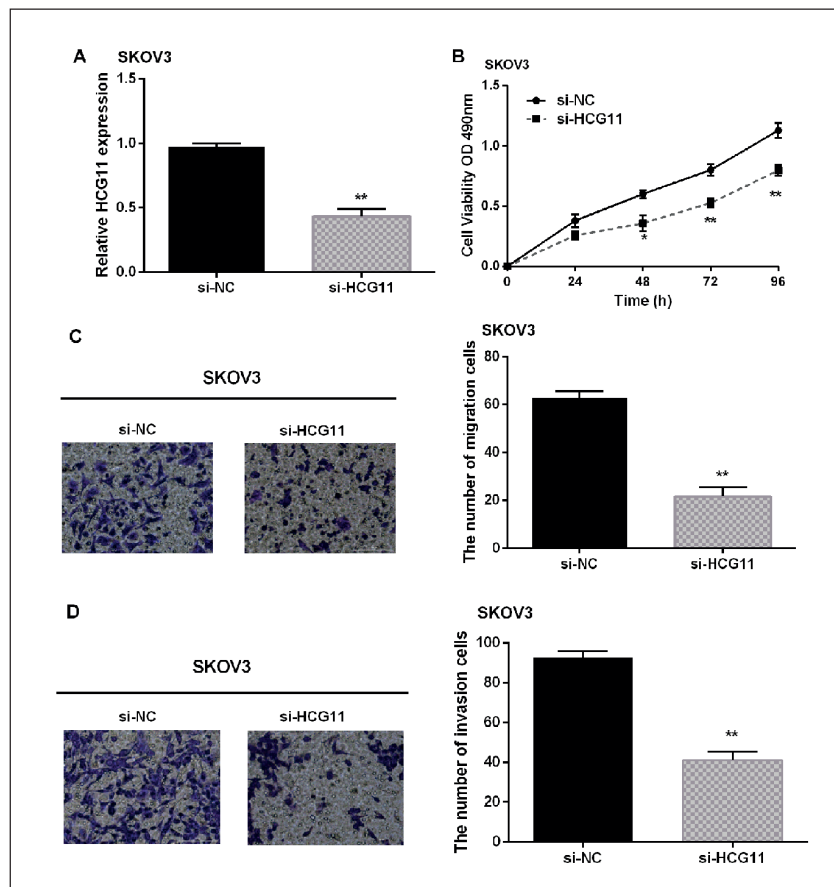 A
SKOV3
Relative HCG11 expression
1.5
1.0
0.5
0.0
**
si-NC
si-HCG11
B
SKOV3
Cell Viability OD 490nm
1.5
1.0
0.5
0.0
si-NC
si-HCG11
*
**
**
0
24
48
72
96
Time (h)
C
SKOV3
si-NC
si-HCG11
SKOV3
The number of migration cells
80
60
40
20
0
**
si-NC
si-HCG11
D
SKOV3
si-NC
si-HCG11
SKOV3
The number of invasion cells
100
80
60
40
20
0
**
si-NC
si-HCG11